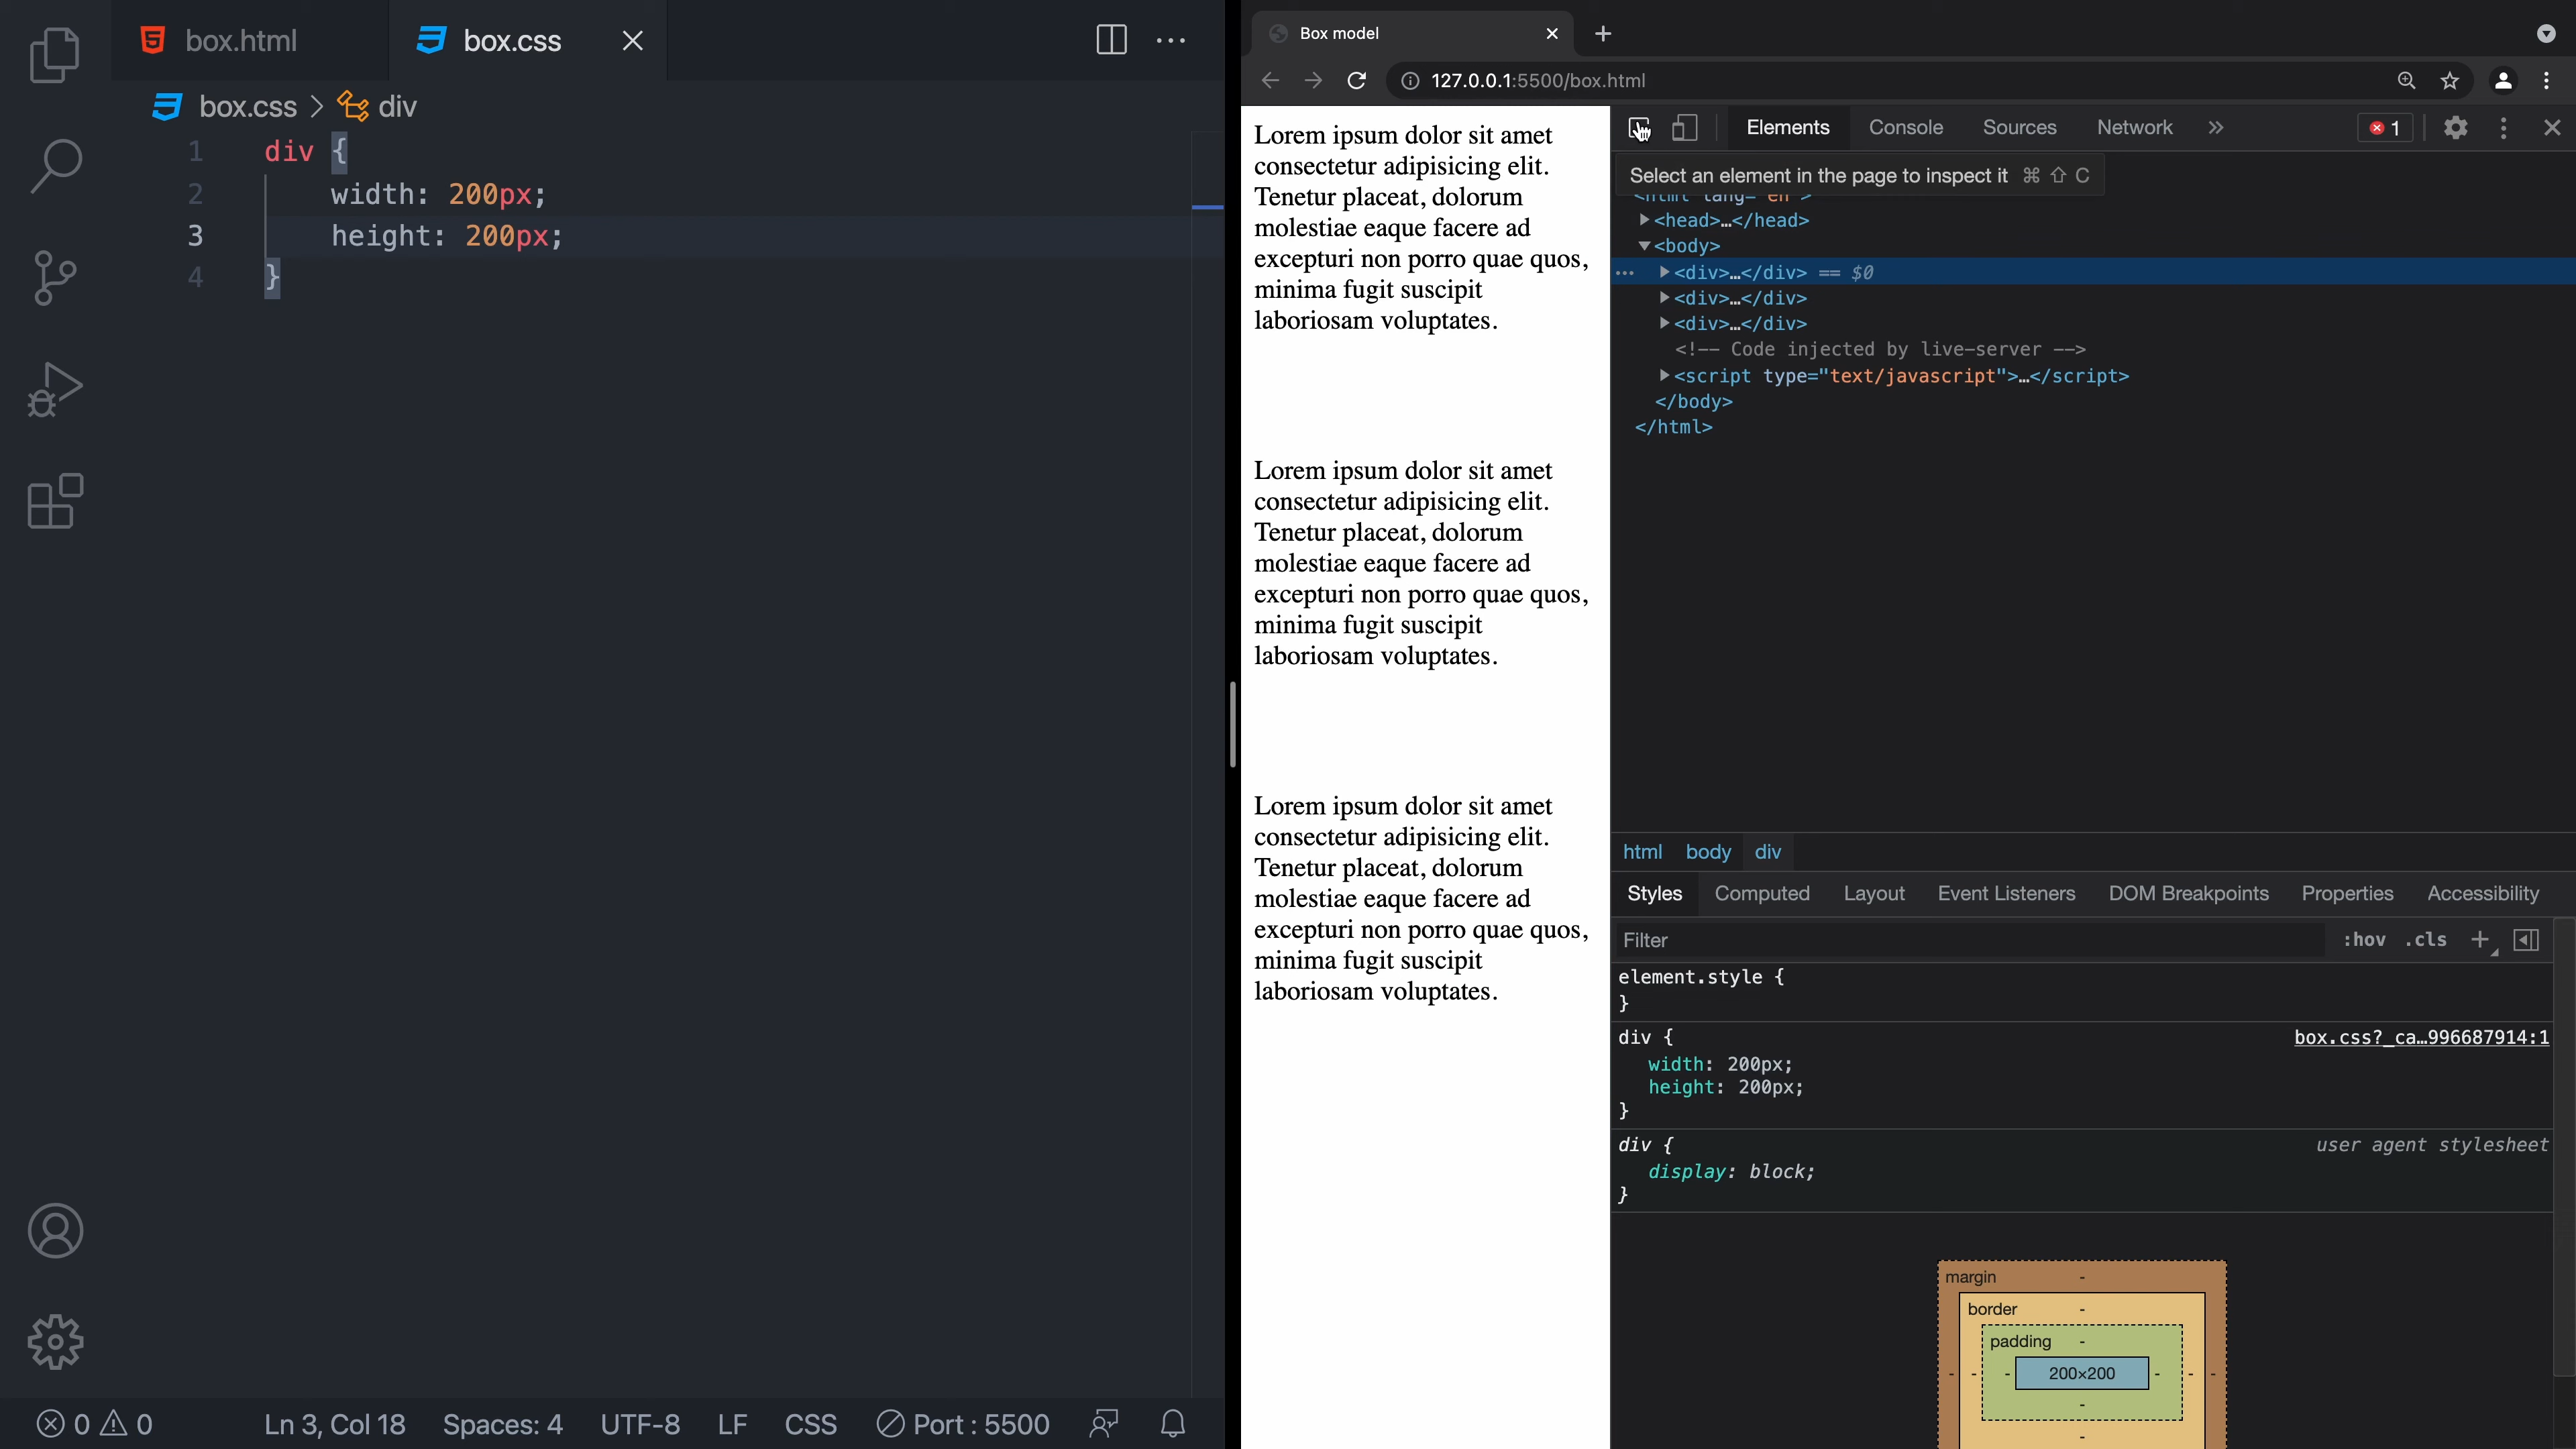 box.html
box.css
box.css > div
1 div {
2 width: 200px;
3 height: 200px;
4 }
0 0
Ln 3, Col 18
Spaces: 4
UTF-8
LF
CSS
Port : 5500
Box model
127.0.0.1:5500/box.html
Lorem ipsum dolor sit amet
consectetur adipisicing elit.
Tenetur placeat, dolorum
molestiae eaque facere ad
excepturi non porro quae quos,
minima fugit suscipit
laboriosam voluptates.
Lorem ipsum dolor sit amet
consectetur adipisicing elit.
Tenetur placeat, dolorum
molestiae eaque facere ad
excepturi non porro quae quos,
minima fugit suscipit
laboriosam voluptates.
Lorem ipsum dolor sit amet
consectetur adipisicing elit.
Tenetur placeat, dolorum
molestiae eaque facere ad
excepturi non porro quae quos,
minima fugit suscipit
laboriosam voluptates.
Elements Console Sources Network » 1
Select an element in the page to inspect it ⌘ ⇧ C
<html lang="en">
<head>…</head>
<body>
<div>…</div> == $0
<div>…</div>
<div>…</div>
<!-- Code injected by live-server -->
<script type="text/javascript">…</script>
</body>
</html>
html body div
Styles Computed Layout Event Listeners DOM Breakpoints Properties Accessibility
Filter :hov .cls +
element.style {
}
div { box.css?_ca…996687914:1
width: 200px;
height: 200px;
}
div { user agent stylesheet
display: block;
}
margin -
border -
padding -
- - - 200×200 - - -
-
-